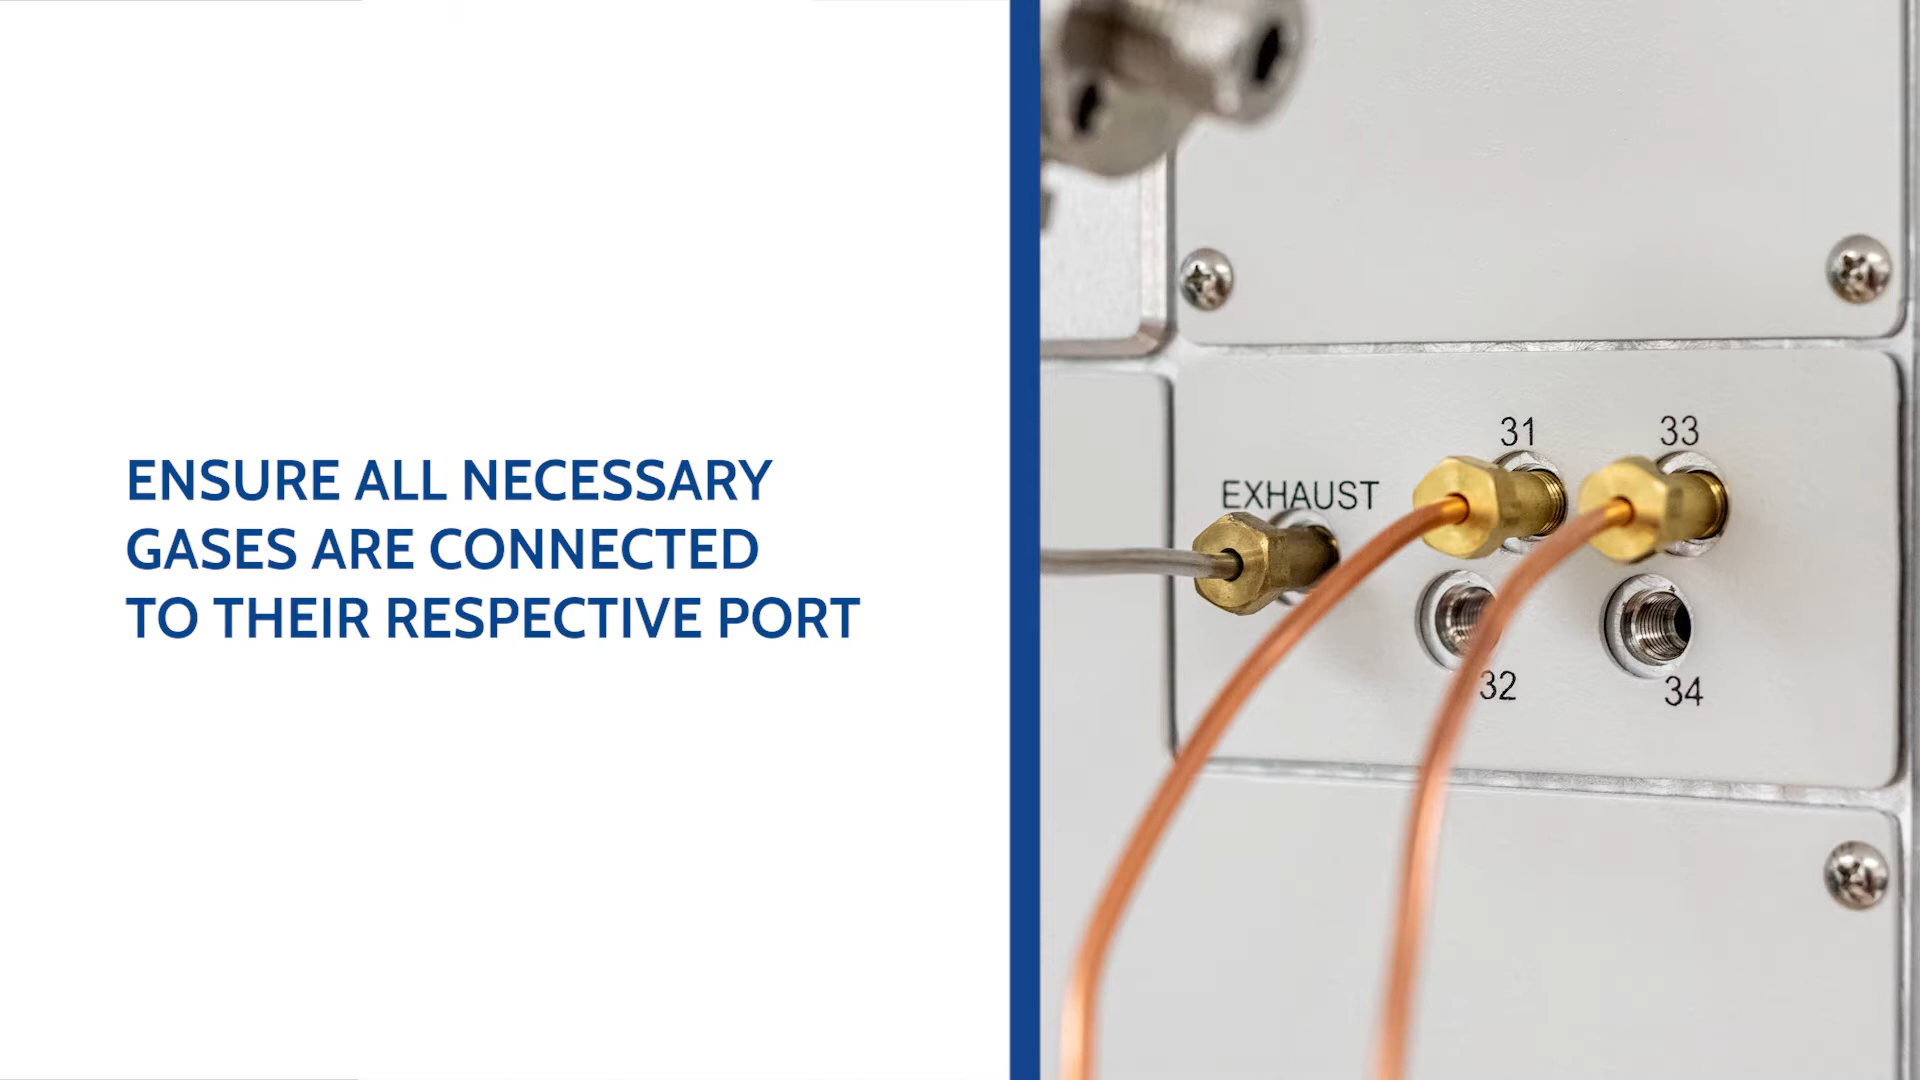 ENSURE ALL NECESSARY
GASES ARE CONNECTED
TO THEIR RESPECTIVE PORT
31
33
EXHAUST
32
34